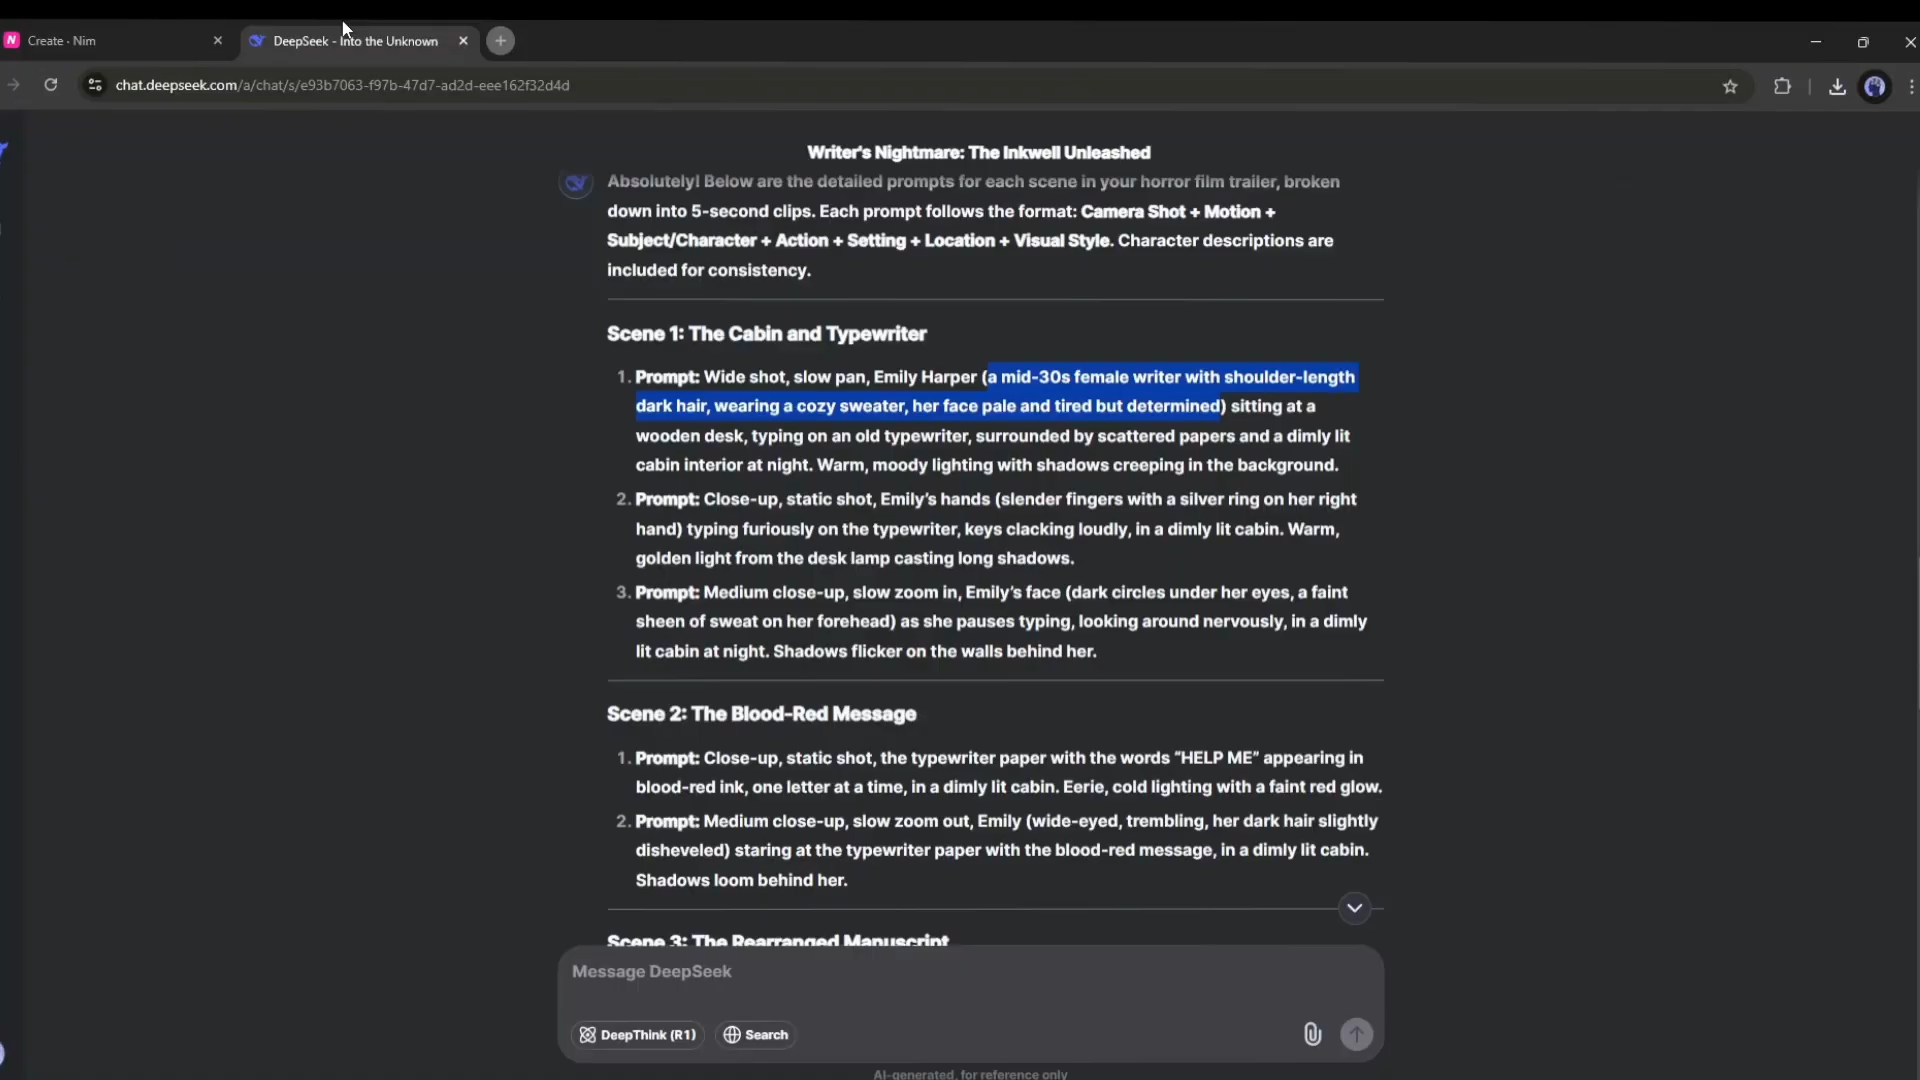 Create - Nim
DeepSeek - Into the Unknown
chat.deepseek.com/a/chat/s/e93b7063-f97b-47d7-ad2d-eee162f32d4d
Writer's Nightmare: The Inkwell Unleashed
Absolutely! Below are the detailed prompts for each scene in your horror film trailer, broken
down into 5-second clips. Each prompt follows the format: Camera Shot + Motion +
Subject/Character + Action + Setting + Location + Visual Style. Character descriptions are
included for consistency.
Scene 1: The Cabin and Typewriter
1. Prompt: Wide shot, slow pan, Emily Harper (a mid-30s female writer with shoulder-length
dark hair, wearing a cozy sweater, her face pale and tired but determined) sitting at a
wooden desk, typing on an old typewriter, surrounded by scattered papers and a dimly lit
cabin interior at night. Warm, moody lighting with shadows creeping in the background.
2. Prompt: Close-up, static shot, Emily’s hands (slender fingers with a silver ring on her right
hand) typing furiously on the typewriter, keys clacking loudly, in a dimly lit cabin. Warm,
golden light from the desk lamp casting long shadows.
3. Prompt: Medium close-up, slow zoom in, Emily’s face (dark circles under her eyes, a faint
sheen of sweat on her forehead) as she pauses typing, looking around nervously, in a dimly
lit cabin at night. Shadows flicker on the walls behind her.
Scene 2: The Blood-Red Message
1. Prompt: Close-up, static shot, the typewriter paper with the words “HELP ME” appearing in
blood-red ink, one letter at a time, in a dimly lit cabin. Eerie, cold lighting with a faint red glow.
2. Prompt: Medium close-up, slow zoom out, Emily (wide-eyed, trembling, her dark hair slightly
disheveled) staring at the typewriter paper with the blood-red message, in a dimly lit cabin.
Shadows loom behind her.
Scene 3: The Rearranged Manuscript
Message DeepSeek
DeepThink (R1)
Search
AI-generated, for reference only